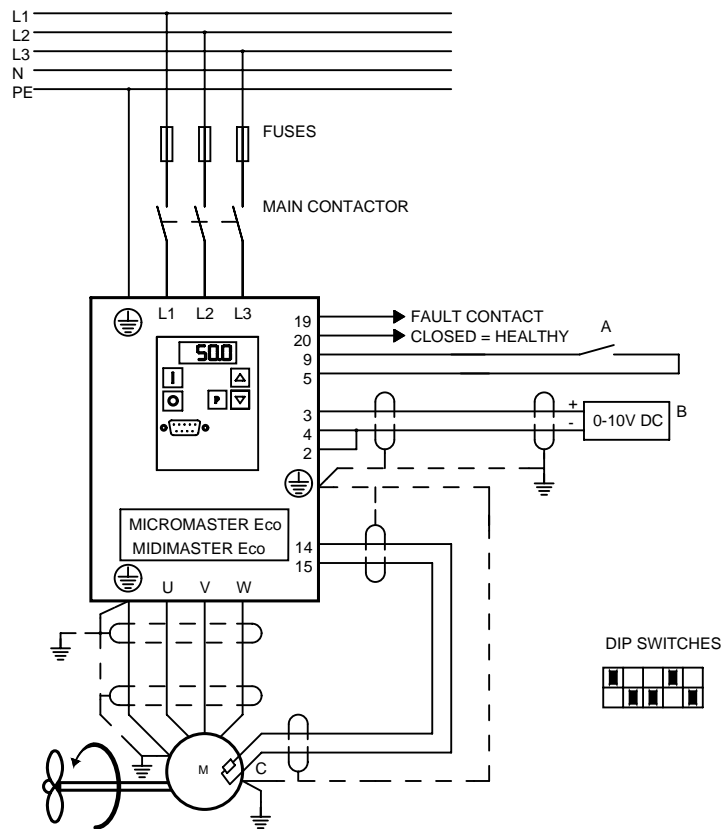 L1
L2
L3
N
PE
FUSES
MAIN CONTACTOR
L1 L2 L3
19 FAULT CONTACT
20 CLOSED = HEALTHY
A
9
5
50.0
I
O
P
3
+
0-10V DC
B
4
-
2
MICROMASTER Eco
MIDIMASTER Eco
14
15
U V W
DIP SWITCHES
M
C